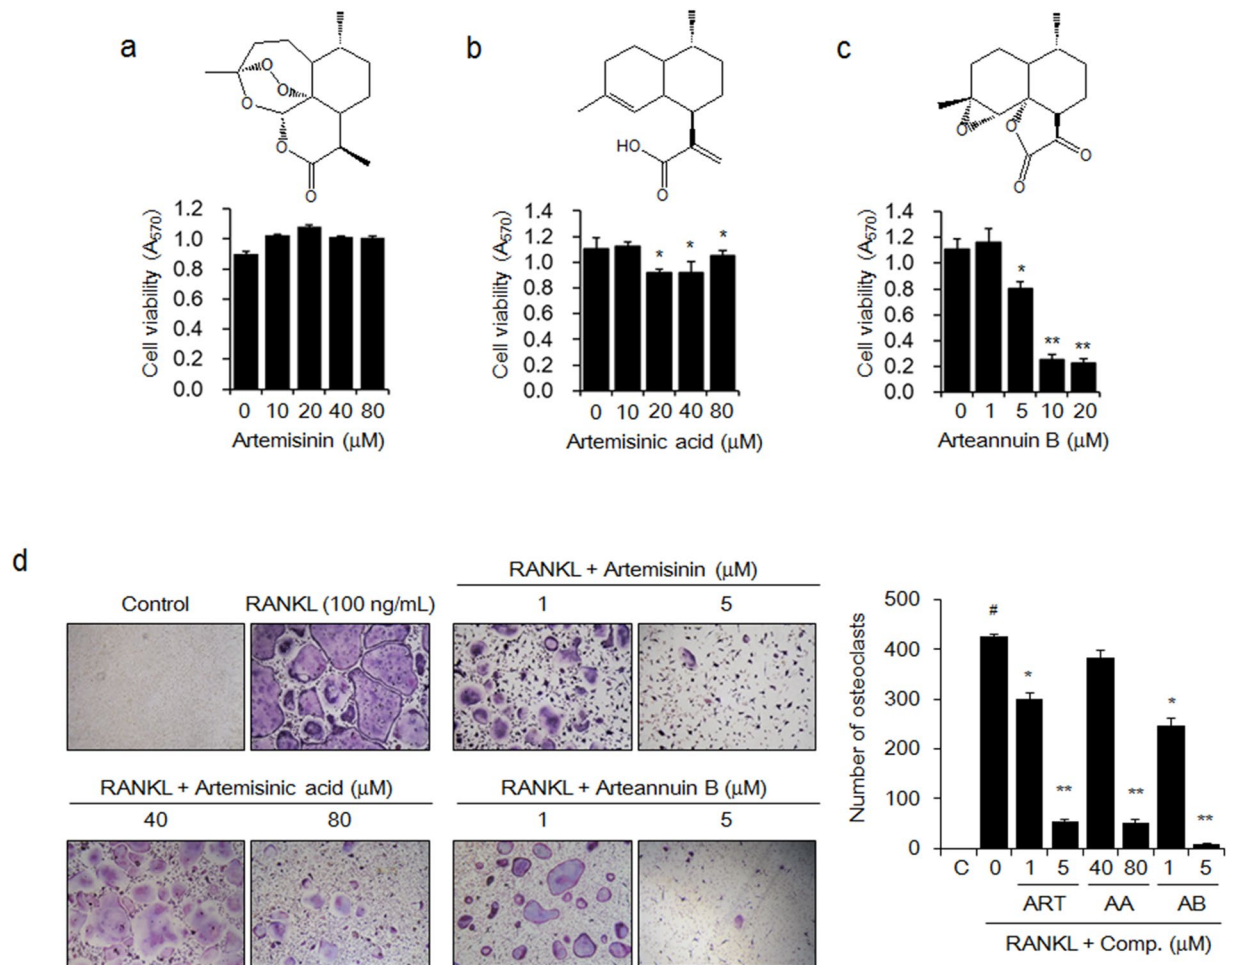 a
b
c
O
O
O
O
O
HO
O
O
O
O
O
Cell viability (A570)
1.2
1.0
0.8
0.6
0.4
0.2
0.0
0 10 20 40 80
Artemisinin (μM)
Cell viability (A570)
1.4
1.2
1.0
0.8
0.6
0.4
0.2
0.0
* * *
0 10 20 40 80
Artemisinic acid (μM)
Cell viability (A570)
1.4
1.2
1.0
0.8
0.6
0.4
0.2
0.0
* ** **
0 1 5 10 20
Arteannuin B (μM)
d
RANKL + Artemisinin (μM)
Control RANKL (100 ng/mL) 1 5
RANKL + Artemisinic acid (μM) RANKL + Arteannuin B (μM)
40 80 1 5
Number of osteoclasts
500
400
300
200
100
0
# * ** ** * **
C 0 1 5 40 80 1 5
ART AA AB
RANKL + Comp. (μM)